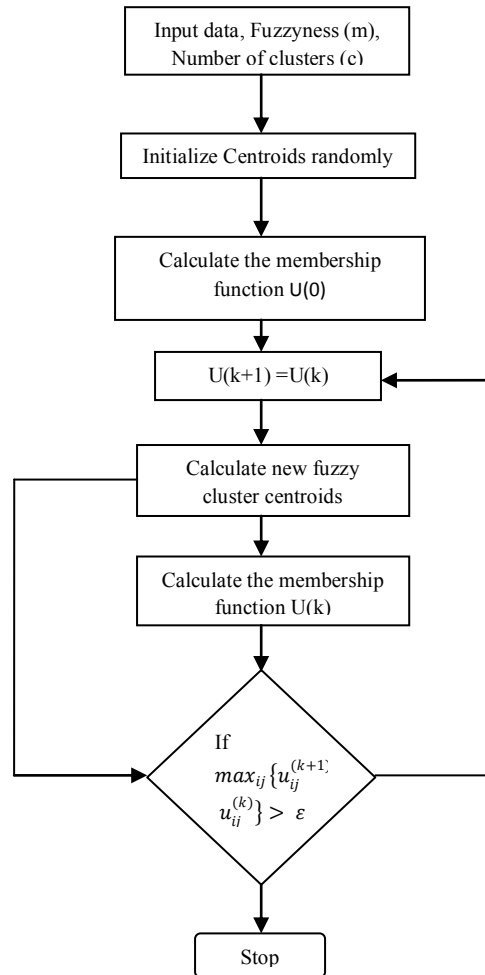 Input data, Fuzzyness (m),
Number of clusters (c)
Initialize Centroids randomly
Calculate the membership
function U(0)
U(k+1) =U(k)
Calculate new fuzzy
cluster centroids
Calculate the membership
function U(k)
If
max_{ij}{u_{ij}^{(k+1)}
u_{ij}^{(k)}} > ε
Stop